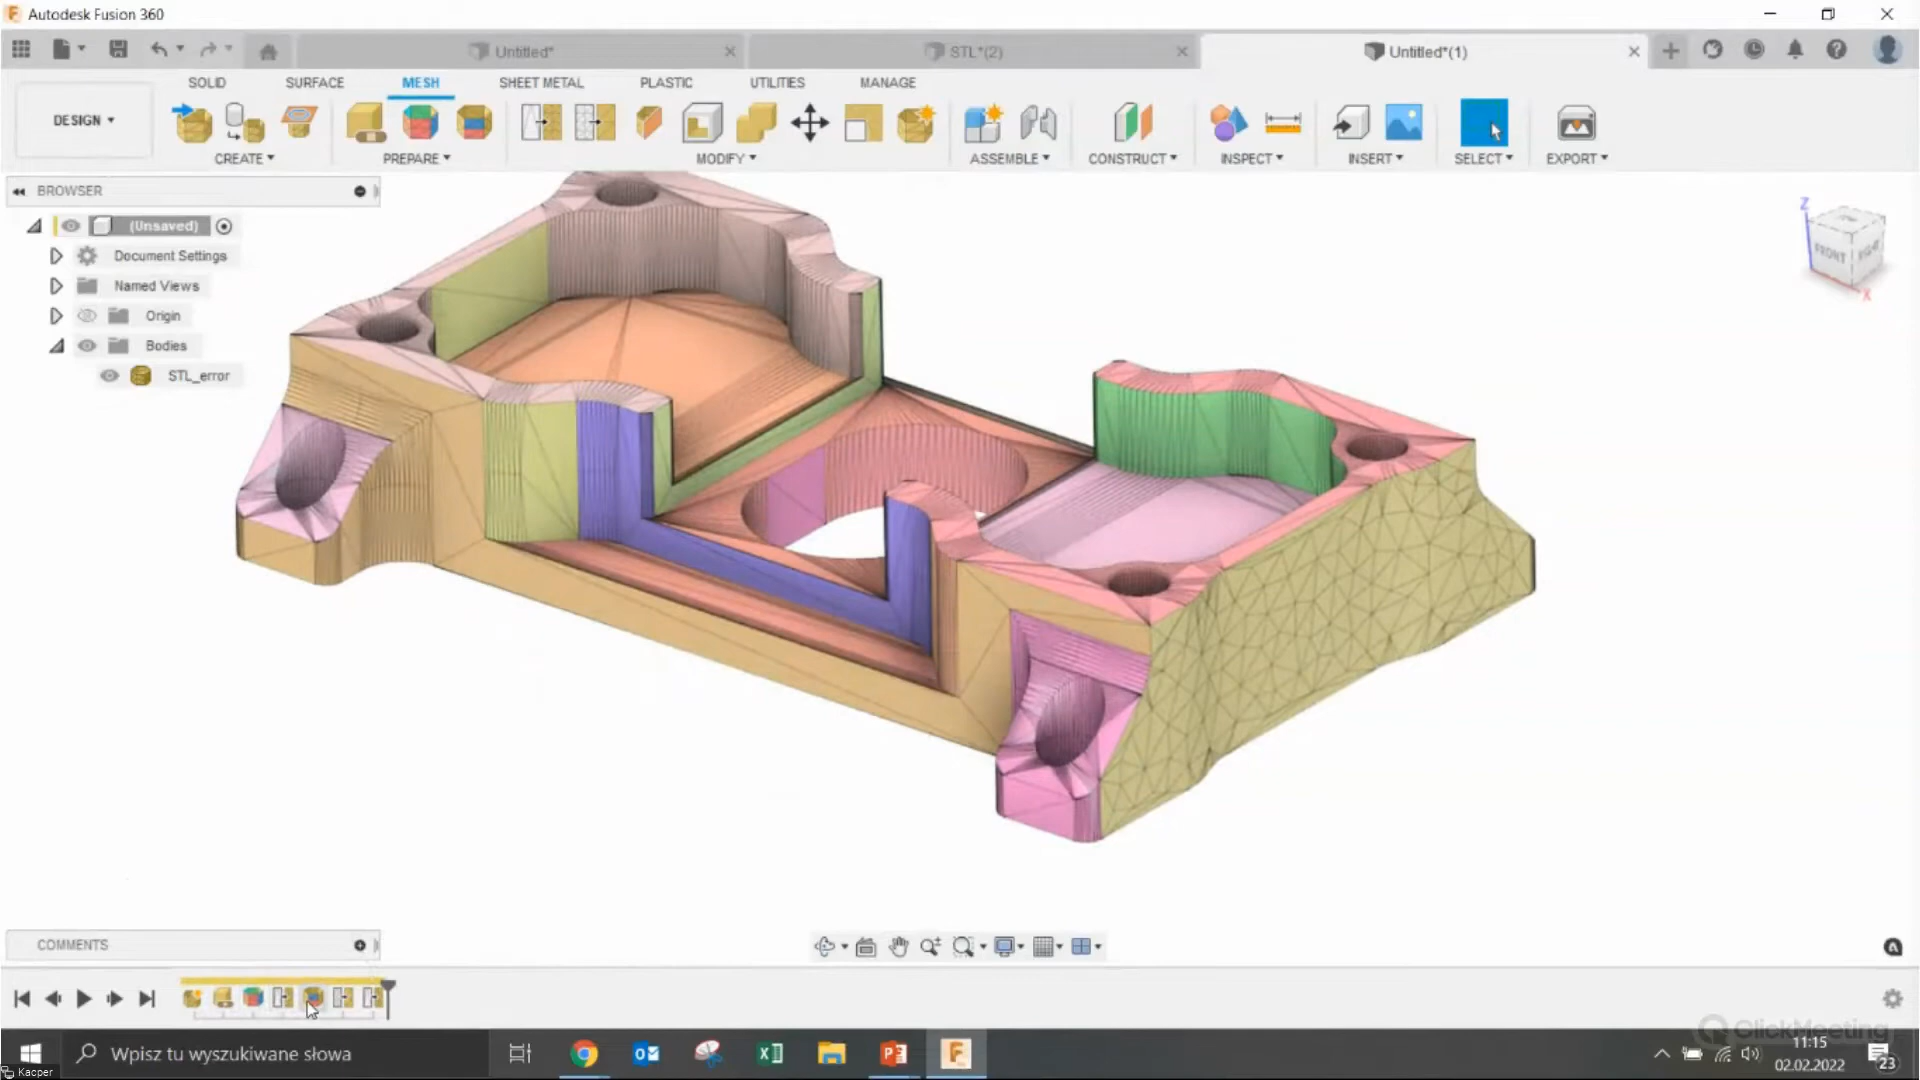 Autodesk Fusion 360
Untitled*
STL*(2)
Untitled*(1)
SOLID SURFACE MESH SHEET METAL PLASTIC UTILITIES MANAGE
DESIGN
CREATE PREPARE MODIFY ASSEMBLE CONSTRUCT INSPECT INSERT SELECT EXPORT
BROWSER
(Unsaved)
Document Settings
Named Views
Origin
Bodies
STL_error
Z
FRONT RIGHT
X
COMMENTS
ClickMeeting
Wpisz tu wyszukiwane słowa
11:15
02.02.2022
23
Kacper